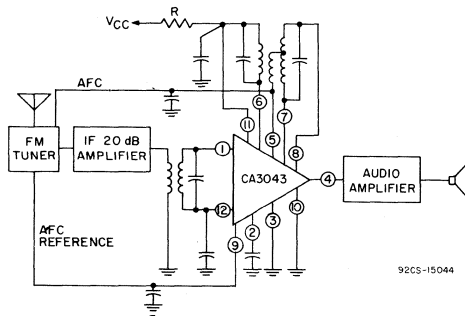 R
VCC
AFC
6
7
11
5
8
FM
TUNER
IF 20 dB
AMPLIFIER
1
CA3043
4
AUDIO
AMPLIFIER
12
10
3
2
9
AFC
REFERENCE
92CS-15044